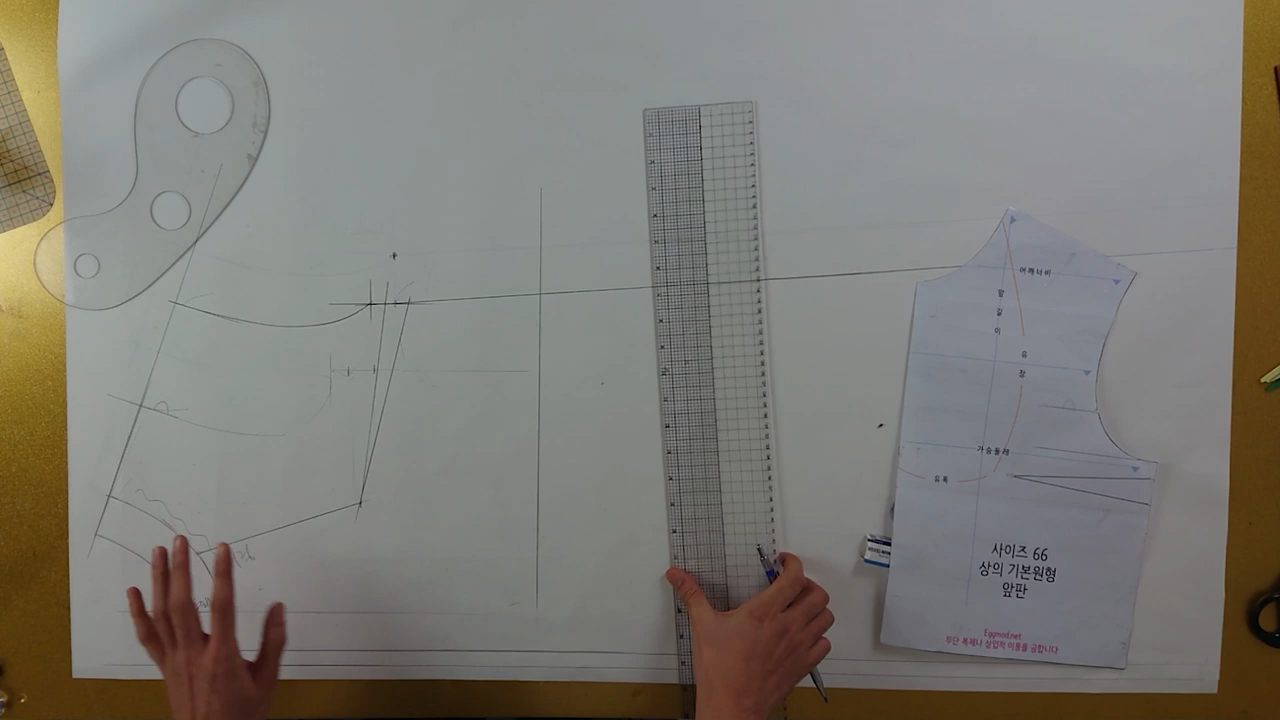 어깨너비
앞
길
이
유
장
가슴둘레
유폭
사이즈 66
상의 기본원형
앞판
Eggmod.net
무단 복제나 상업적 이용을 금합니다